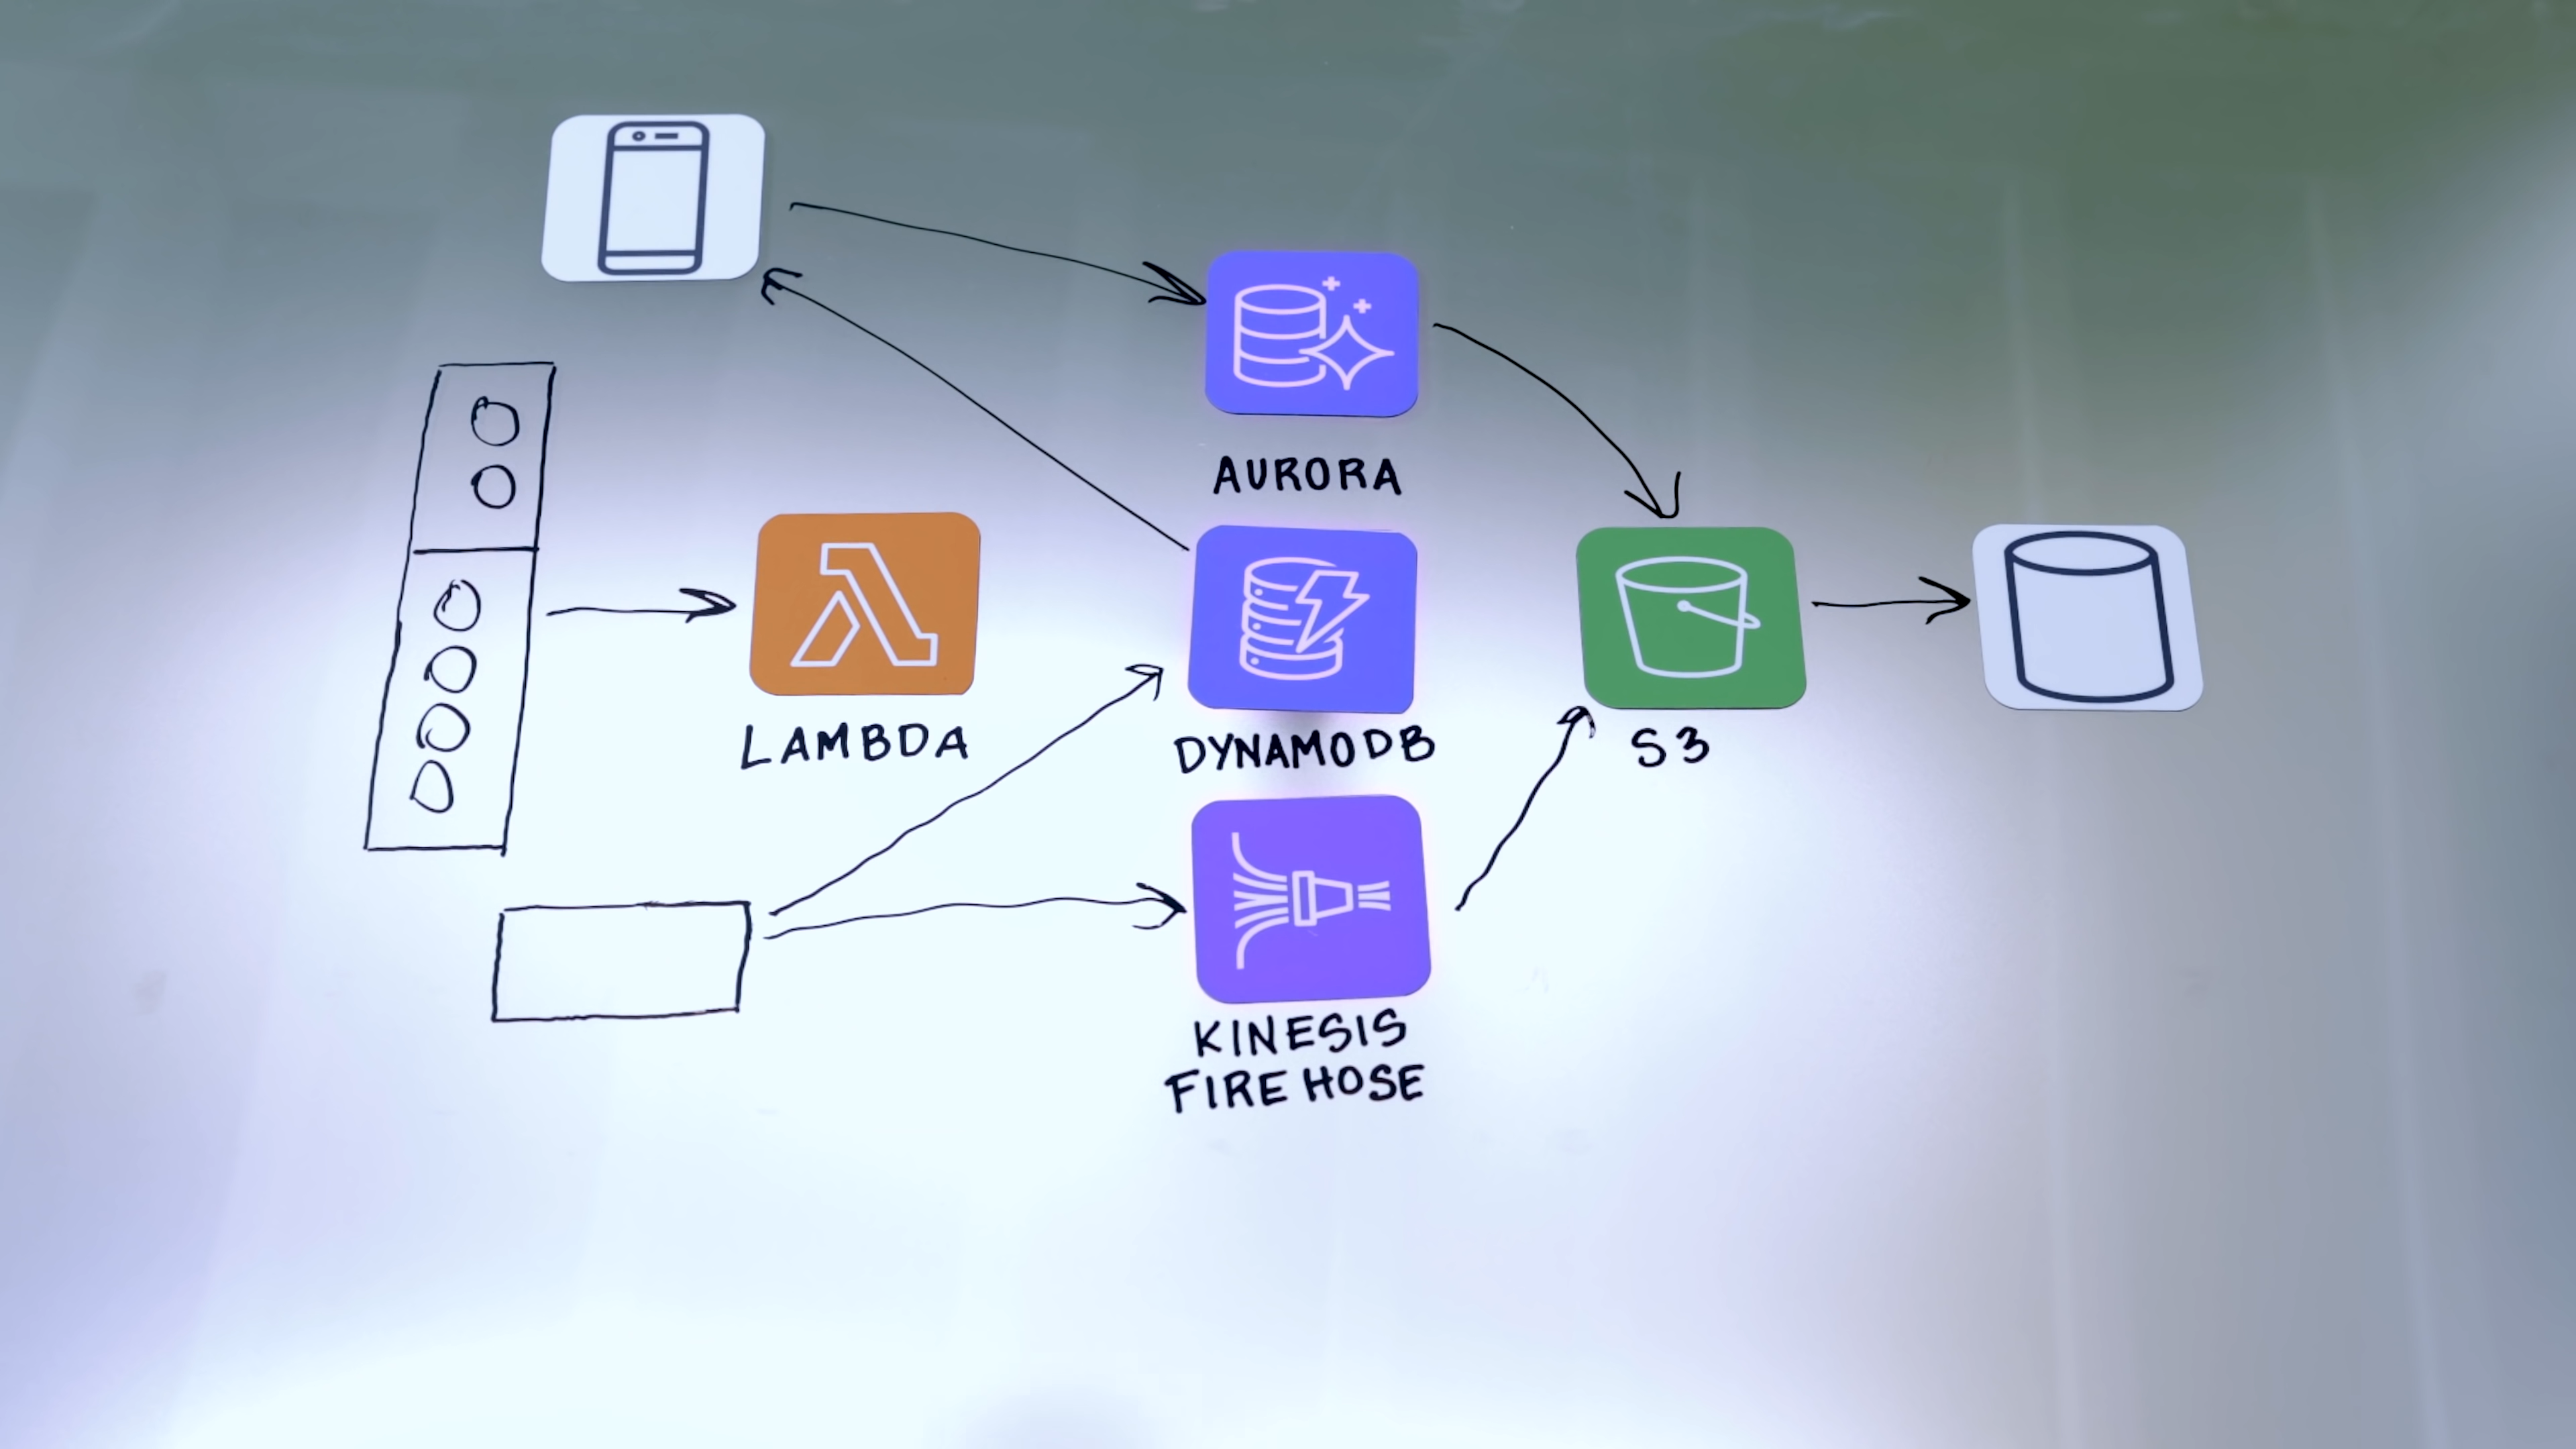 AURORA
LAMBDA
DYNAMODB
S3
KINESIS
FIRE HOSE